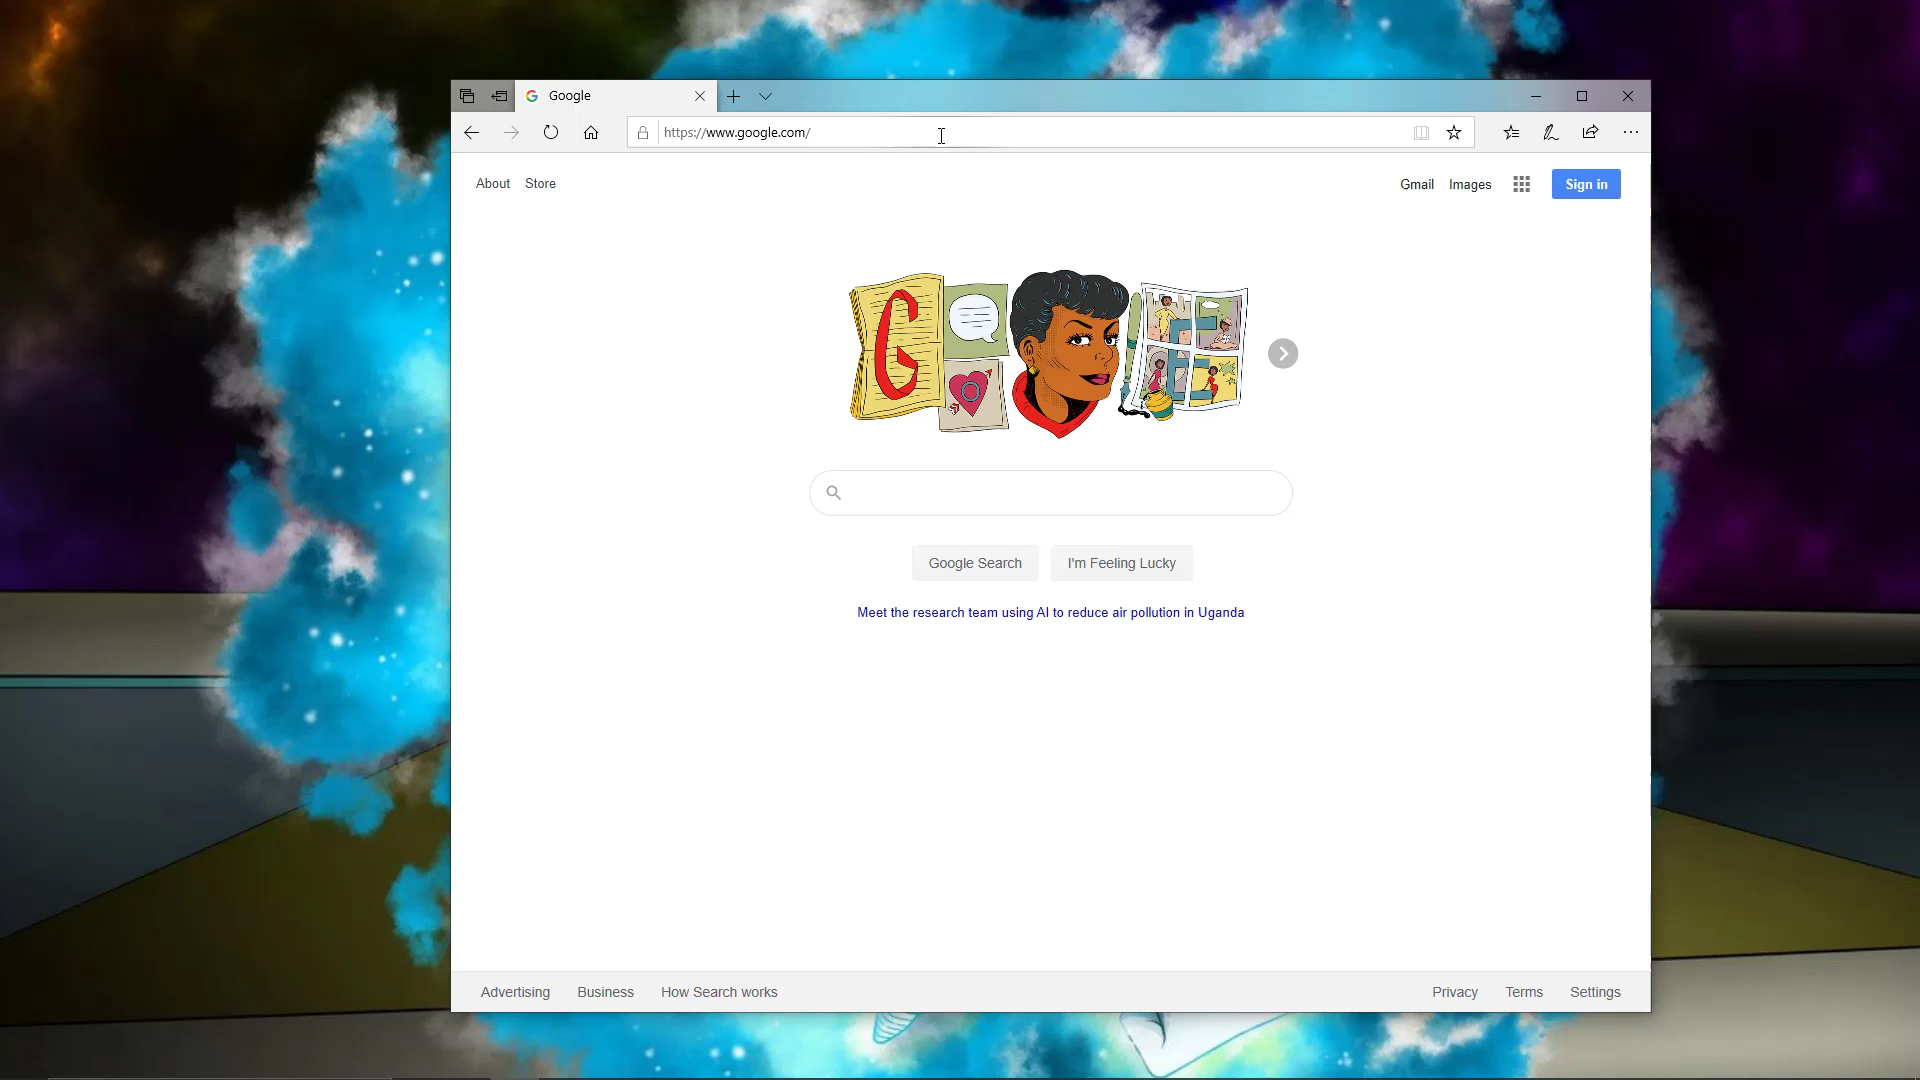 Google
https://www.google.com/
About Store
Gmail Images Sign in
G
Google Search I'm Feeling Lucky
Meet the research team using AI to reduce air pollution in Uganda
Advertising Business How Search works
Privacy Terms Settings